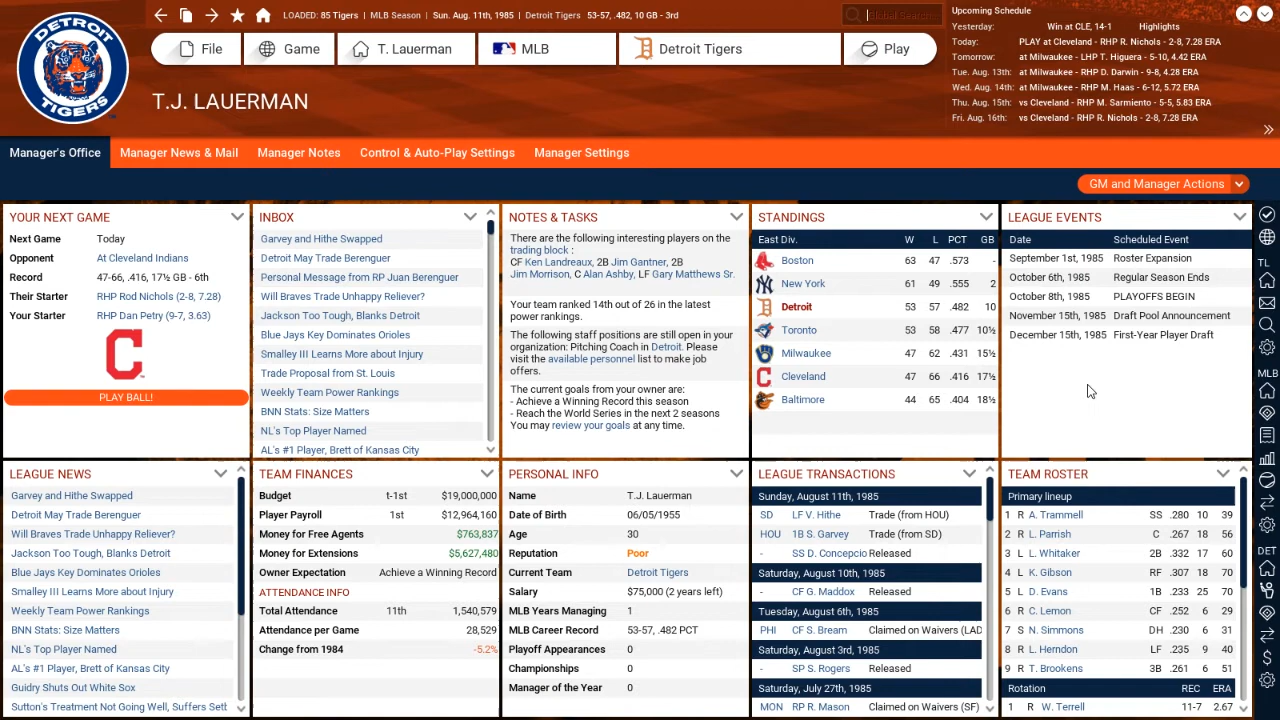 LOADED: 85 Tigers | MLB Season | Sun. Aug. 11th, 1985 | Detroit Tigers 53-57, .482, 10 GB - 3rd
Upcoming Schedule
Yesterday: Win at CLE, 14-1 Highlights
Today: PLAY at Cleveland - RHP R. Nichols - 2-8, 7.28 ERA
Tomorrow: at Milwaukee - LHP T. Higuera - 5-10, 4.42 ERA
Tue. Aug. 13th: at Milwaukee - RHP D. Darwin - 9-8, 4.28 ERA
Wed. Aug. 14th: at Milwaukee - RHP M. Haas - 6-12, 5.72 ERA
Thu. Aug. 15th: vs Cleveland - RHP M. Sarmiento - 5-5, 5.83 ERA
Fri. Aug. 16th: vs Cleveland - RHP R. Nichols - 2-8, 7.28 ERA
DETROIT
TIGERS
File Game T. Lauerman MLB Detroit Tigers Play
T.J. LAUERMAN
Manager's Office Manager News & Mail Manager Notes Control & Auto-Play Settings Manager Settings
GM and Manager Actions
YOUR NEXT GAME
Next Game Today
Opponent At Cleveland Indians
Record 47-66, .416, 17½ GB - 6th
Their Starter RHP Rod Nichols (2-8, 7.28)
Your Starter RHP Dan Petry (9-7, 3.63)
PLAY BALL!
INBOX
Garvey and Hithe Swapped
Detroit May Trade Berenguer
Personal Message from RP Juan Berenguer
Will Braves Trade Unhappy Reliever?
Jackson Too Tough, Blanks Detroit
Blue Jays Key Dominates Orioles
Smalley III Learns More about Injury
Trade Proposal from St. Louis
Weekly Team Power Rankings
BNN Stats: Size Matters
NL's Top Player Named
AL's #1 Player, Brett of Kansas City
NOTES & TASKS
There are the following interesting players on the
trading block :
CF Ken Landreaux, 2B Jim Gantner, 2B
Jim Morrison, C Alan Ashby, LF Gary Matthews Sr.
Your team ranked 14th out of 26 in the latest
power rankings.
The following staff positions are still open in your
organization: Pitching Coach in Detroit. Please
visit the available personnel list to make job
offers.
The current goals from your owner are:
- Achieve a Winning Record this season
- Reach the World Series in the next 2 seasons
You may review your goals at any time.
STANDINGS
East Div. W L PCT GB
Boston 63 47 .573 -
New York 61 49 .555 2
Detroit 53 57 .482 10
Toronto 53 58 .477 10½
Milwaukee 47 62 .431 15½
Cleveland 47 66 .416 17½
Baltimore 44 65 .404 18½
LEAGUE EVENTS
Date Scheduled Event
September 1st, 1985 Roster Expansion
October 6th, 1985 Regular Season Ends
October 8th, 1985 PLAYOFFS BEGIN
November 15th, 1985 Draft Pool Announcement
December 15th, 1985 First-Year Player Draft
TL
MLB
DET
LEAGUE NEWS
Garvey and Hithe Swapped
Detroit May Trade Berenguer
Will Braves Trade Unhappy Reliever?
Jackson Too Tough, Blanks Detroit
Blue Jays Key Dominates Orioles
Smalley III Learns More about Injury
Weekly Team Power Rankings
BNN Stats: Size Matters
NL's Top Player Named
AL's #1 Player, Brett of Kansas City
Guidry Shuts Out White Sox
Sutton's Treatment Not Going Well, Suffers Sett
TEAM FINANCES
Budget t-1st $19,000,000
Player Payroll 1st $12,964,160
Money for Free Agents $763,837
Money for Extensions $5,627,480
Owner Expectation Achieve a Winning Record
ATTENDANCE INFO
Total Attendance 11th 1,540,579
Attendance per Game 28,529
Change from 1984 -5.2%
PERSONAL INFO
Name T.J. Lauerman
Date of Birth 06/05/1955
Age 30
Reputation Poor
Current Team Detroit Tigers
Salary $75,000 (2 years left)
MLB Years Managing 1
MLB Career Record 53-57, .482 PCT
Playoff Appearances 0
Championships 0
Manager of the Year 0
LEAGUE TRANSACTIONS
Sunday, August 11th, 1985
SD LF V. Hithe Trade (from HOU)
HOU 1B S. Garvey Trade (from SD)
- SS D. Concepcio Released
Saturday, August 10th, 1985
- CF G. Maddox Released
Tuesday, August 6th, 1985
PHI CF S. Bream Claimed on Waivers (LAD
Saturday, August 3rd, 1985
- SP S. Rogers Released
Saturday, July 27th, 1985
MON RP R. Mason Claimed on Waivers (SF)
TEAM ROSTER
Primary lineup
1 R A. Trammell SS .280 10 39
2 R L. Parrish C .267 18 56
3 L L. Whitaker 2B .332 17 60
4 L K. Gibson RF .307 18 70
5 L D. Evans 1B .233 25 70
6 R C. Lemon CF .252 6 29
7 S N. Simmons DH .230 6 31
8 R L. Herndon LF .235 9 40
9 R T. Brookens 3B .261 6 51
Rotation REC ERA
1 R W. Terrell 11-7 2.67